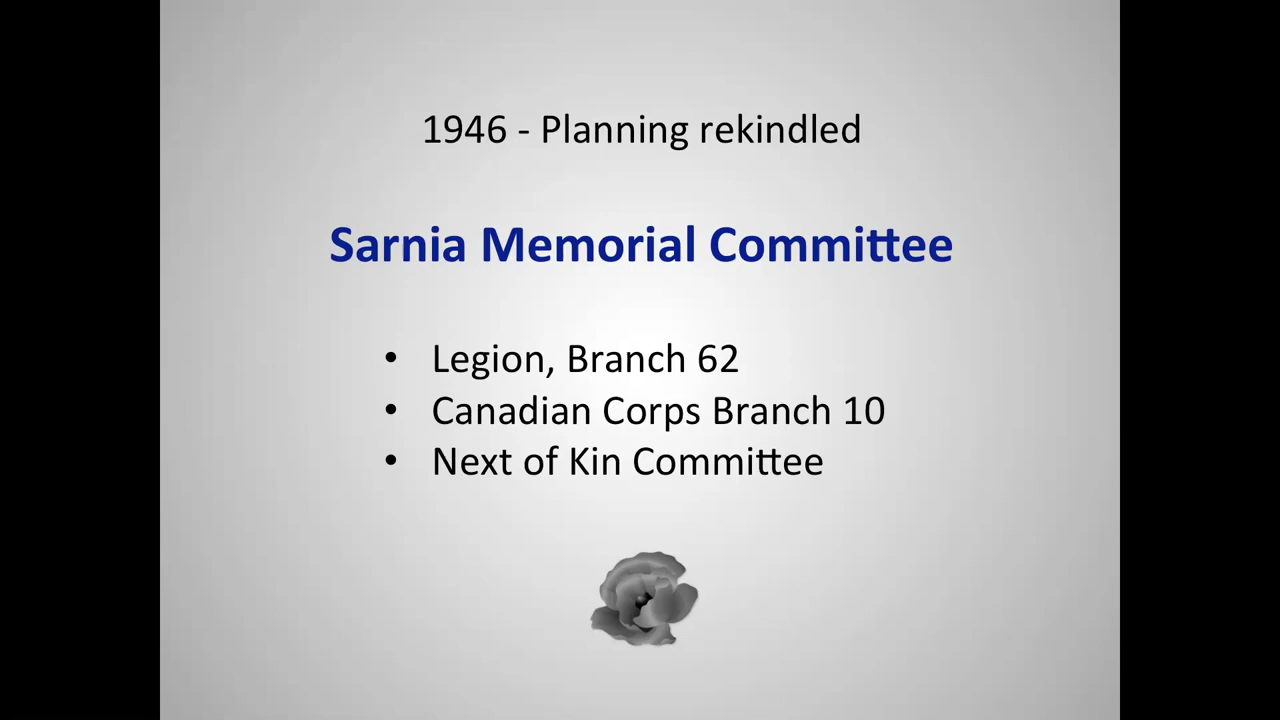 1946 - Planning rekindled
Sarnia Memorial Committee
• Legion, Branch 62
• Canadian Corps Branch 10
• Next of Kin Committee